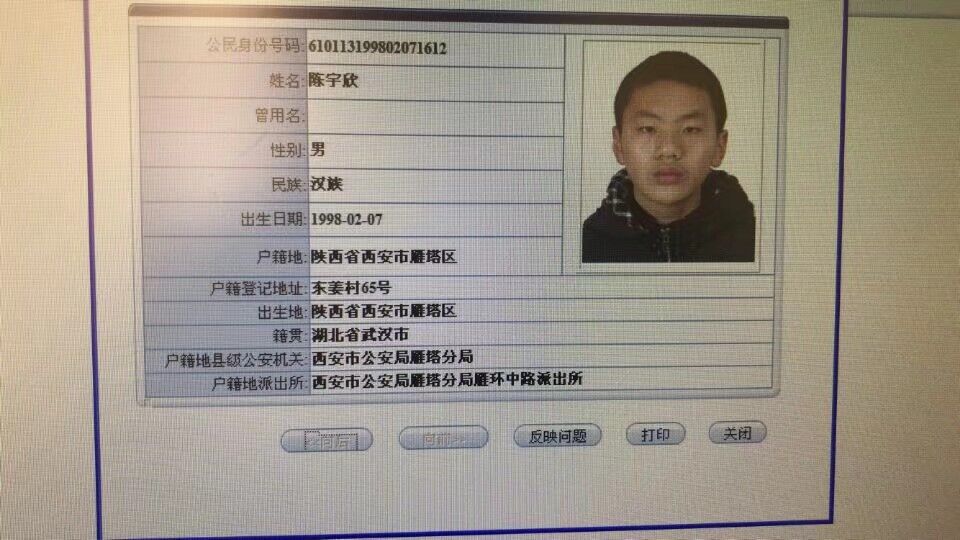 公民身份号码: 610113199802071612
姓名: 陈宇欣
曾用名:
性别: 男
民族: 汉族
出生日期: 1998-02-07
户籍地: 陕西省西安市雁塔区
户籍登记地址: 东姜村65号
出生地: 陕西省西安市雁塔区
籍贯: 湖北省武汉市
户籍地县级公安机关: 西安市公安局雁塔分局
户籍地派出所: 西安市公安局雁塔分局雁环中路派出所
<<向后 向前>> 反映问题 打印 关闭